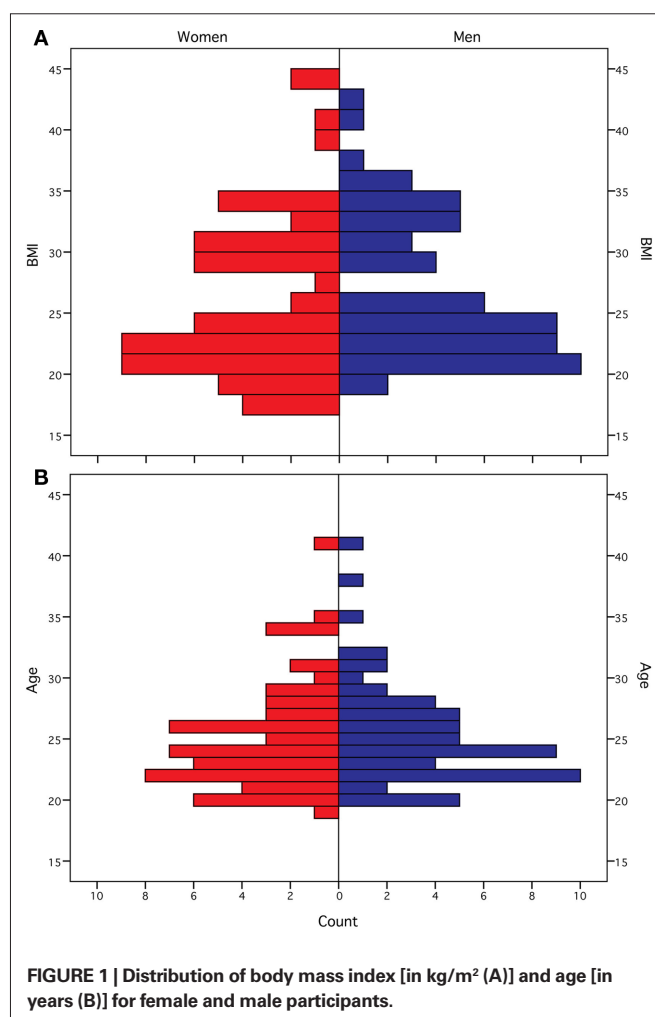 A
Women Men
45 45
40 40
35 35
BMI BMI
30 30
25 25
20 20
15 15
B
45 45
40 40
35 35
Age Age
30 30
25 25
20 20
15 15
10 8 6 4 2 0 2 4 6 8 10
Count
FIGURE 1 | Distribution of body mass index [in kg/m² (A)] and age [in
years (B)] for female and male participants.